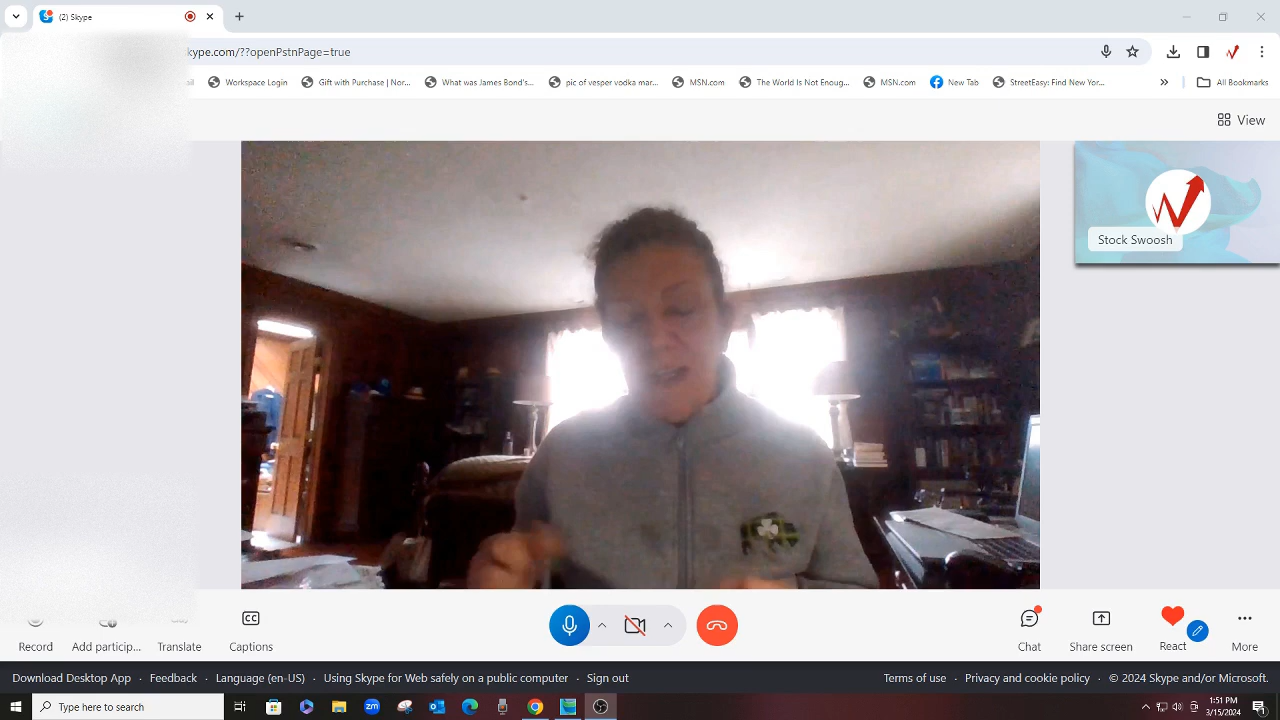 (2) Skype
kype.com/??openPstnPage=true
ail
Workspace Login
Gift with Purchase | Nor...
What was James Bond's...
pic of vesper vodka mar...
MSN.com
The World Is Not Enoug...
MSN.com
New Tab
StreetEasy: Find New Yor...
»
All Bookmarks
View
Stock Swoosh
CC
Record
Add particip...
Translate
Captions
Chat
Share screen
React
More
Download Desktop App · Feedback · Language (en-US) · Using Skype for Web safely on a public computer · Sign out
Terms of use · Privacy and cookie policy · © 2024 Skype and/or Microsoft.
Type here to search
zm
1:51 PM
3/15/2024